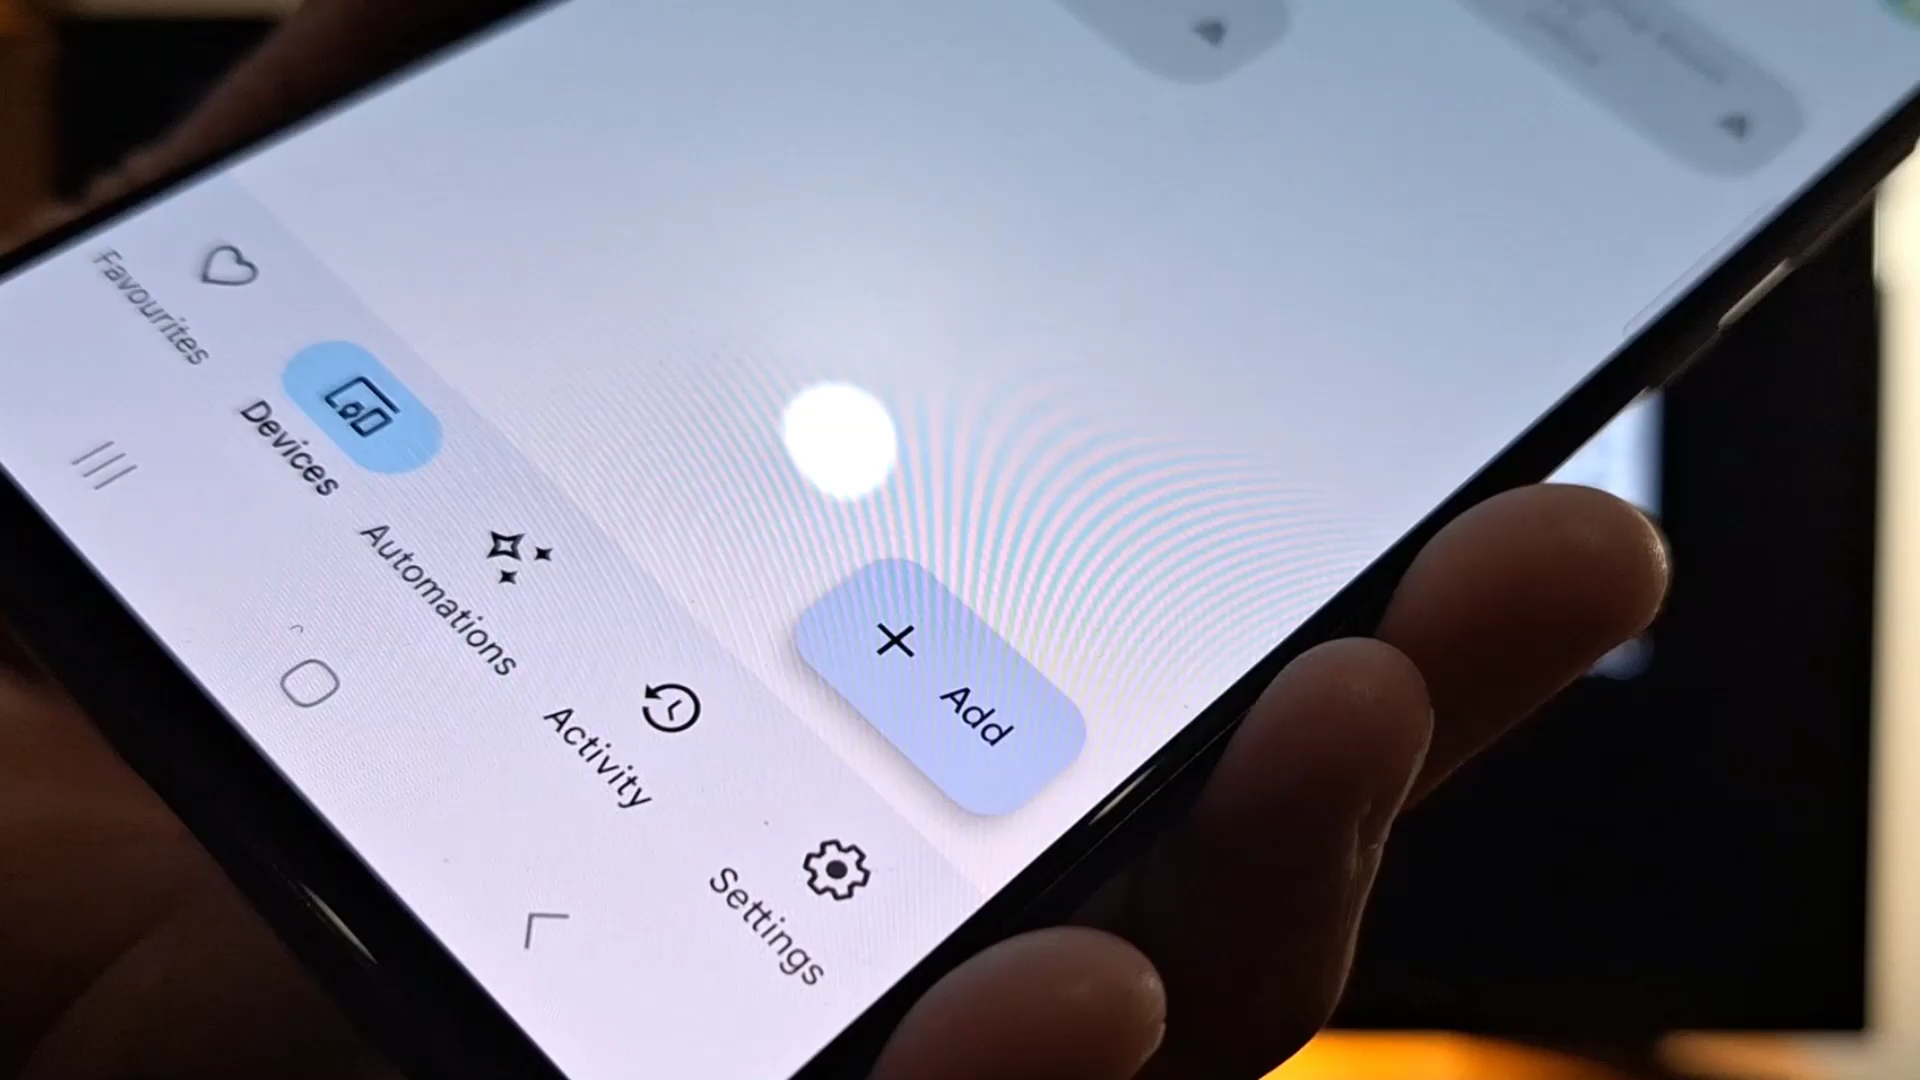 Add
Favourites
Devices
Automations
Activity
Settings